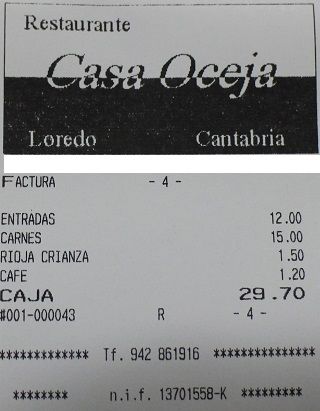 Restaurante
Casa Oceja
Loredo Cantabria
FACTURA - 4 -
ENTRADAS 12.00
CARNES 15.00
RIOJA CRIANZA 1.50
CAFE 1.20
CAJA 29.70
#001-000043 R - 4 -
************* Tf. 942 861916 ***************
******** n.i.f. 13701558-K *********